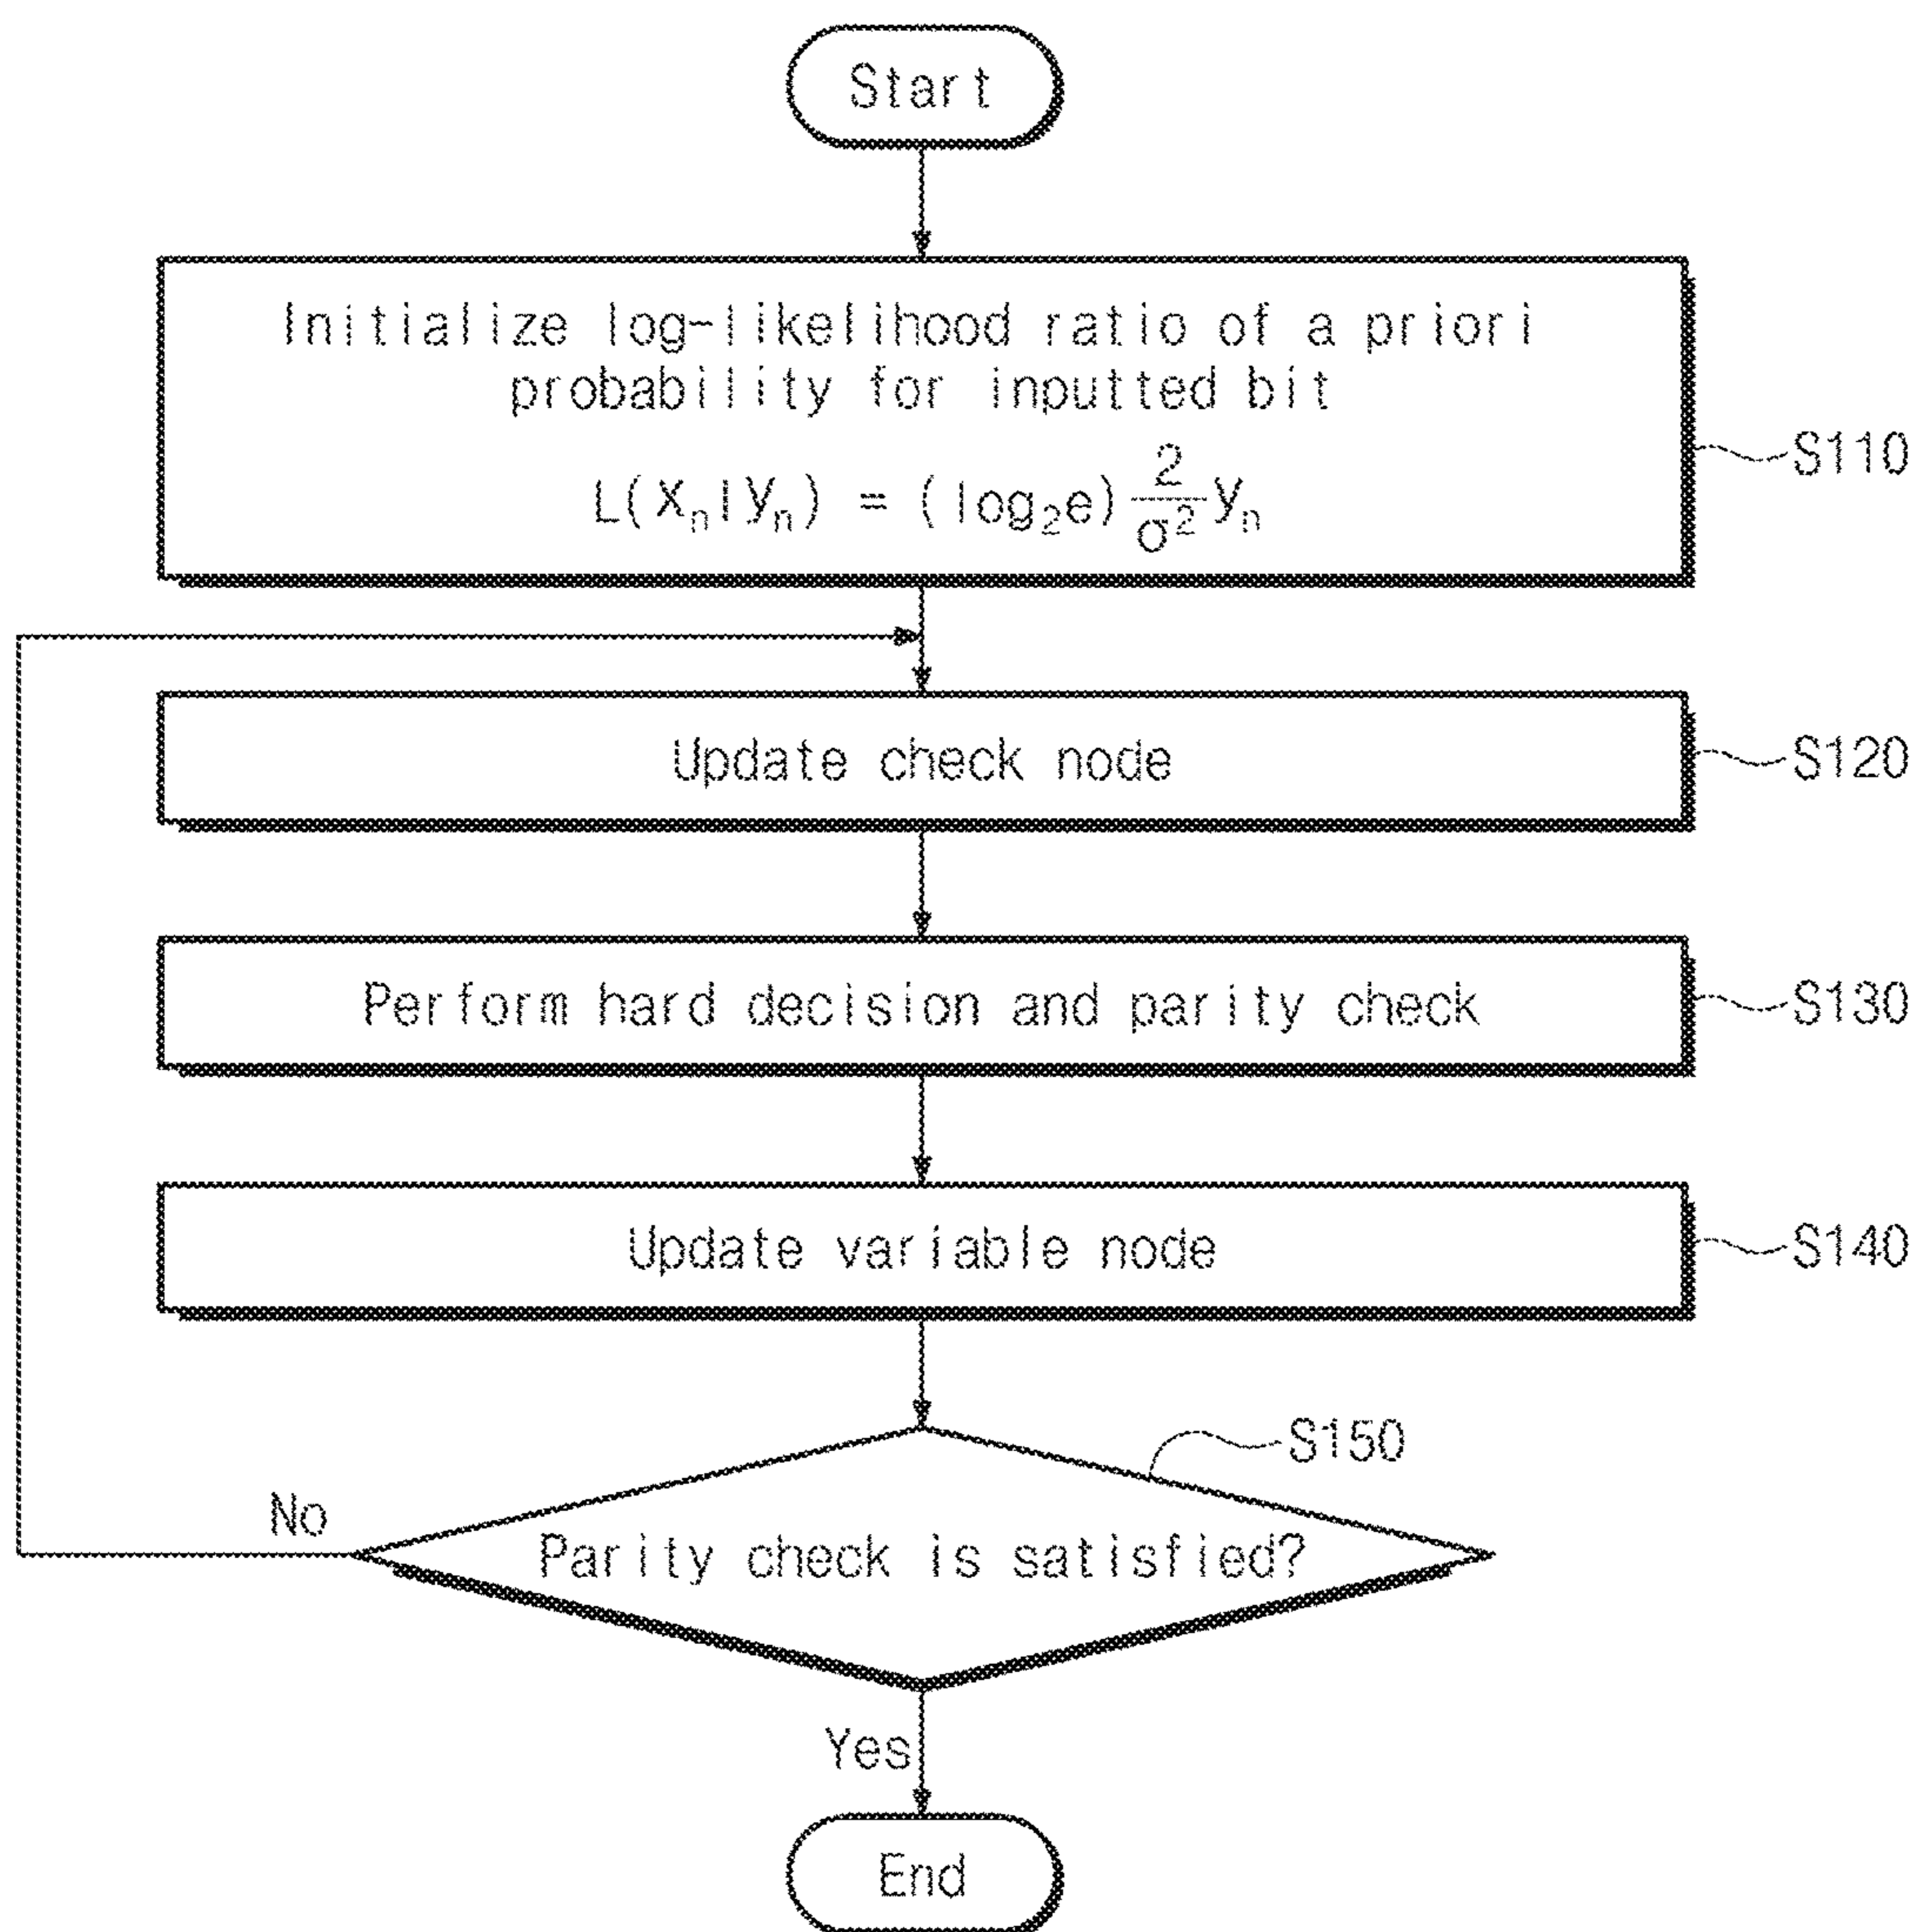 Start
Initialize log-likelihood ratio of a priori
probability for inputted bit
L(xₙ|yₙ) = (log₂e) 2/σ² yₙ
S110
Update check node
S120
Perform hard decision and parity check
S130
Update variable node
S140
S150
No
Parity check is satisfied?
Yes
End